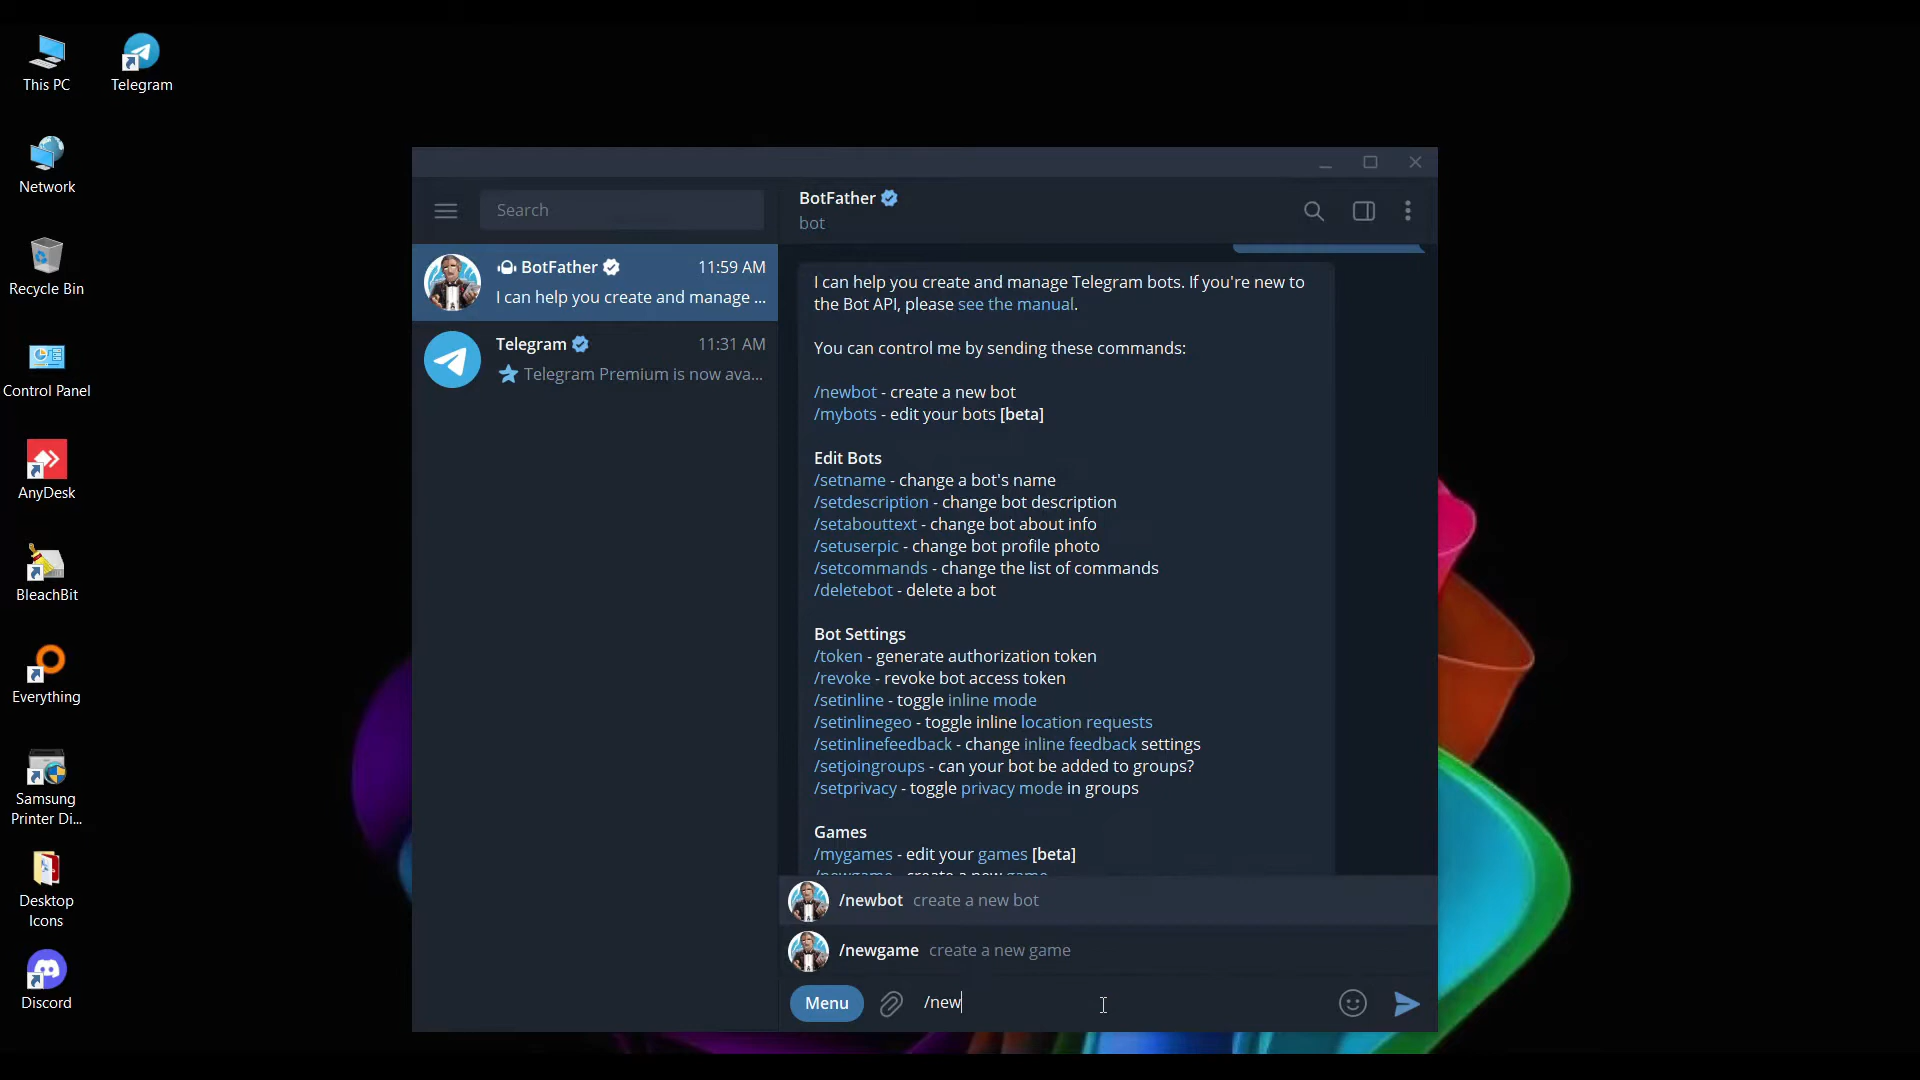 This PC
Telegram
Network
Recycle Bin
Control Panel
AnyDesk
BleachBit
Everything
Samsung
Printer Di...
Desktop
Icons
Discord
Search
BotFather
11:59 AM
I can help you create and manage ...
Telegram
11:31 AM
Telegram Premium is now ava...
BotFather
bot
I can help you create and manage Telegram bots. If you're new to
the Bot API, please see the manual.
You can control me by sending these commands:
/newbot - create a new bot
/mybots - edit your bots [beta]
Edit Bots
/setname - change a bot's name
/setdescription - change bot description
/setabouttext - change bot about info
/setuserpic - change bot profile photo
/setcommands - change the list of commands
/deletebot - delete a bot
Bot Settings
/token - generate authorization token
/revoke - revoke bot access token
/setinline - toggle inline mode
/setinlinegeo - toggle inline location requests
/setinlinefeedback - change inline feedback settings
/setjoingroups - can your bot be added to groups?
/setprivacy - toggle privacy mode in groups
Games
/mygames - edit your games [beta]
/newgame - create a new game
/newbot create a new bot
/newgame create a new game
Menu
/new